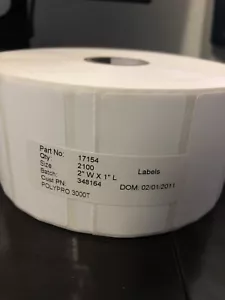 Part No: 17154
Qty: 2100 Labels
Size 2" W X 1" L
Batch: 348164 DOM: 02/01/2011
Cust PN:
POLYPRO 3000T